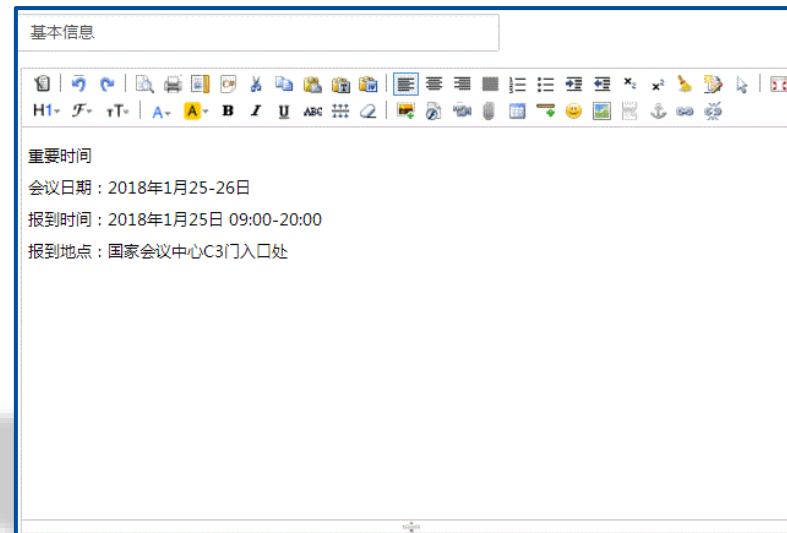 基本信息
H1 F тT A A B I U ABC
重要时间
会议日期：2018年1月25-26日
报到时间：2018年1月25日 09:00-20:00
报到地点：国家会议中心C3门入口处